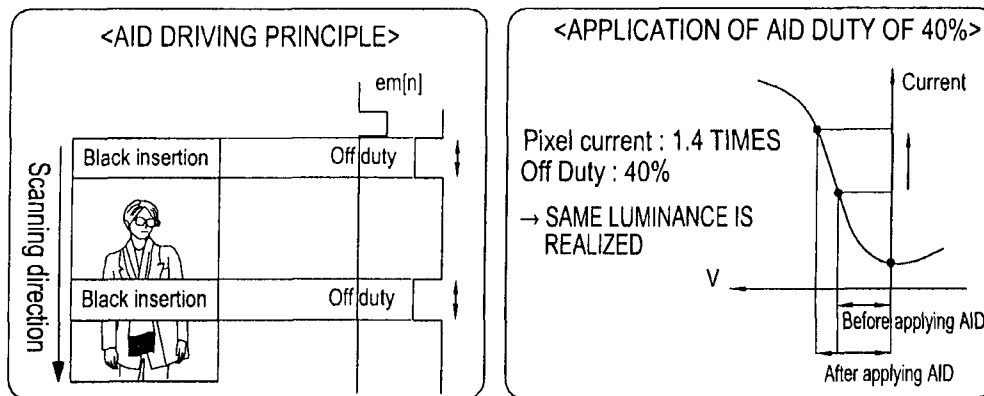 <AID DRIVING PRINCIPLE>
em[n]
Black insertion
Off duty
Scanning direction
Black insertion
Off duty
<APPLICATION OF AID DUTY OF 40%>
Current
Pixel current : 1.4 TIMES
Off Duty : 40%
→ SAME LUMINANCE IS
REALIZED
V
Before applying AID
After applying AID